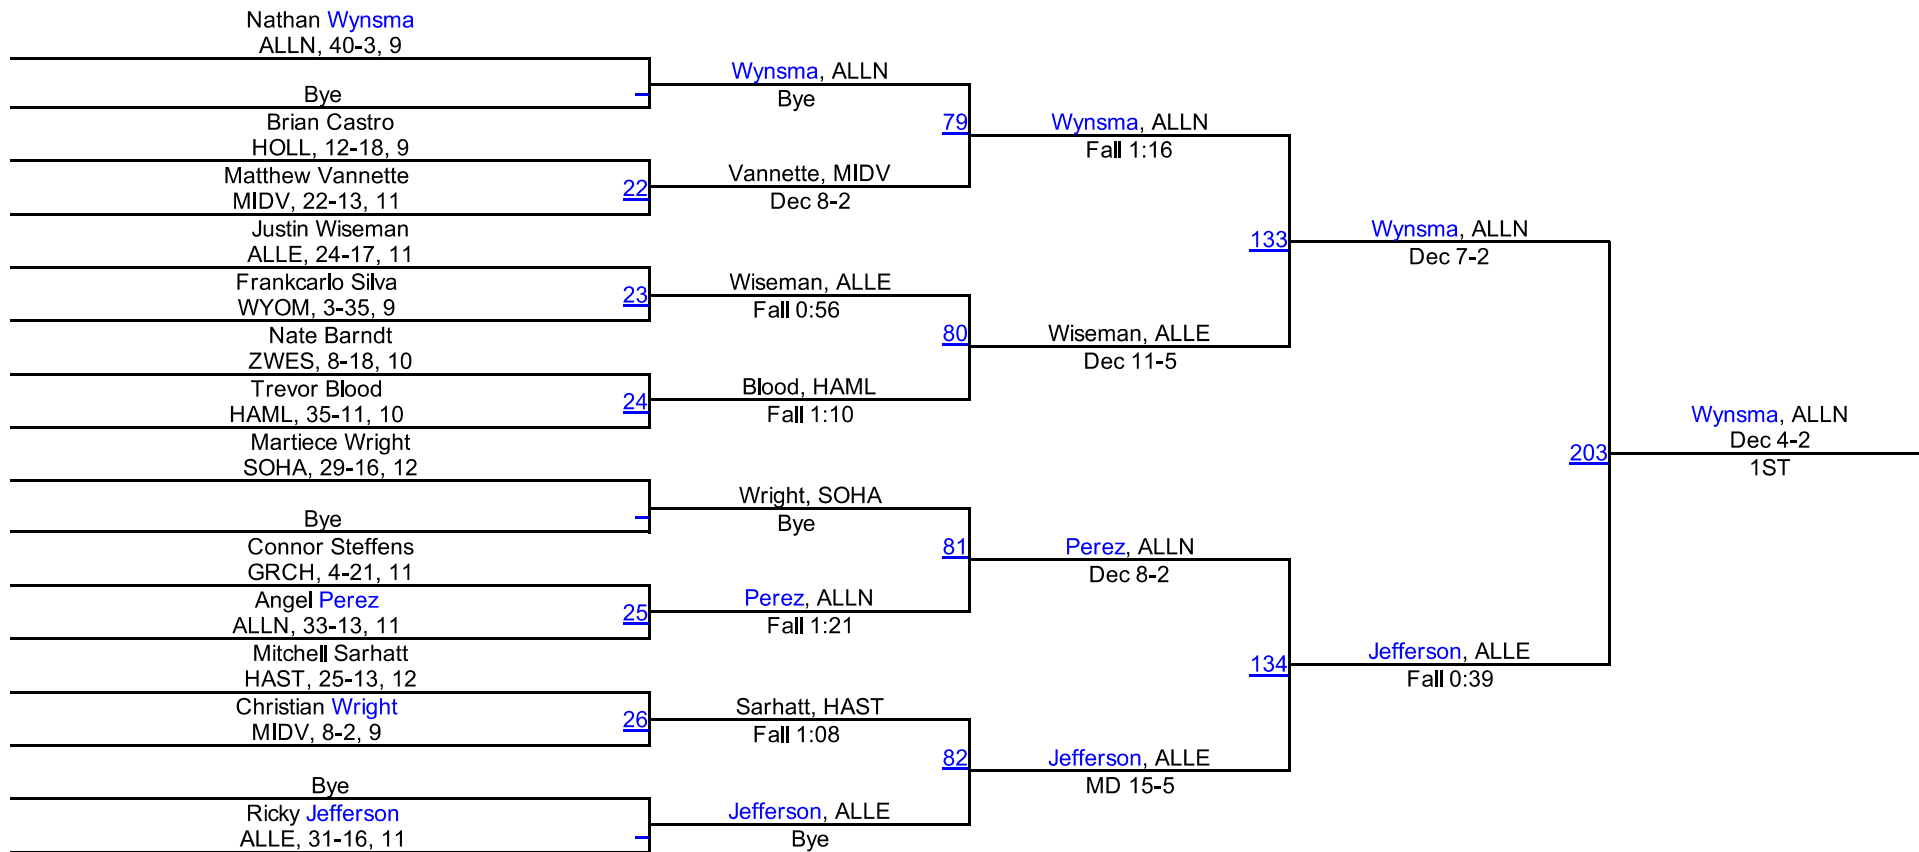 Nathan Wynsma
ALLN, 40-3, 9
Bye
Brian Castro
HOLL, 12-18, 9
Matthew Vannette
MIDV, 22-13, 11
22
Justin Wiseman
ALLE, 24-17, 11
Frankcarlo Silva
WYOM, 3-35, 9
23
Nate Barndt
ZWES, 8-18, 10
Trevor Blood
HAML, 35-11, 10
24
Martiece Wright
SOHA, 29-16, 12
Bye
Connor Steffens
GRCH, 4-21, 11
Angel Perez
ALLN, 33-13, 11
25
Mitchell Sarhatt
HAST, 25-13, 12
Christian Wright
MIDV, 8-2, 9
26
Bye
Ricky Jefferson
ALLE, 31-16, 11
Wynsma, ALLN
Bye
79
Vannette, MIDV
Dec 8-2
Wiseman, ALLE
Fall 0:56
80
Blood, HAML
Fall 1:10
Wright, SOHA
Bye
81
Perez, ALLN
Fall 1:21
Sarhatt, HAST
Fall 1:08
82
Jefferson, ALLE
Bye
Wynsma, ALLN
Fall 1:16
133
Wiseman, ALLE
Dec 11-5
Perez, ALLN
Dec 8-2
134
Jefferson, ALLE
MD 15-5
Wynsma, ALLN
Dec 7-2
203
Jefferson, ALLE
Fall 0:39
Wynsma, ALLN
Dec 4-2
1ST